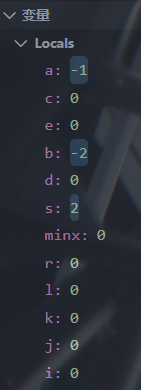 变量
Locals
a: -1
c: 0
e: 0
b: -2
d: 0
s: 2
minx: 0
r: 0
l: 0
k: 0
j: 0
i: 0